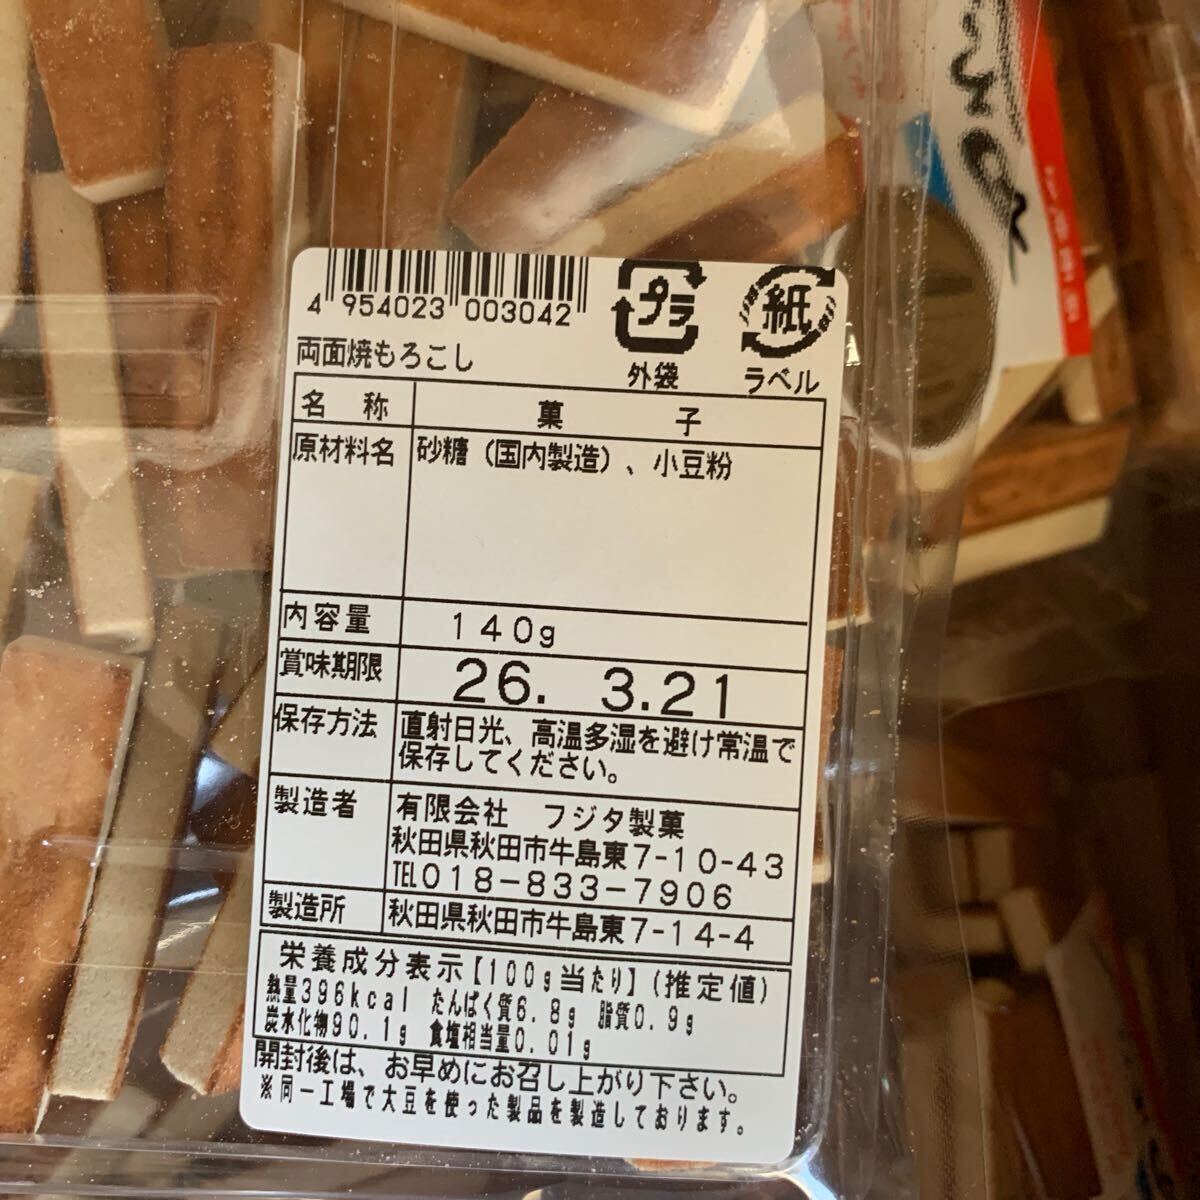 4 954023 003042
プラ
外袋
紙
ラベル
両面焼もろこし
名 称 菓 子
原材料名 砂糖（国内製造）、小豆粉
内容量 140g
賞味期限 26. 3.21
保存方法 直射日光、高温多湿を避け常温で
保存してください。
製造者 有限会社 フジタ製菓
秋田県秋田市牛島東7-10-43
TEL018-833-7906
製造所 秋田県秋田市牛島東7-14-4
栄養成分表示【100g当たり】(推定値)
熱量396kcal たんぱく質6.8g 脂質0.9g
炭水化物90.1g 食塩相当量0.01g
開封後は、お早めにお召し上がり下さい。
※同一工場で大豆を使った製品を製造しております。